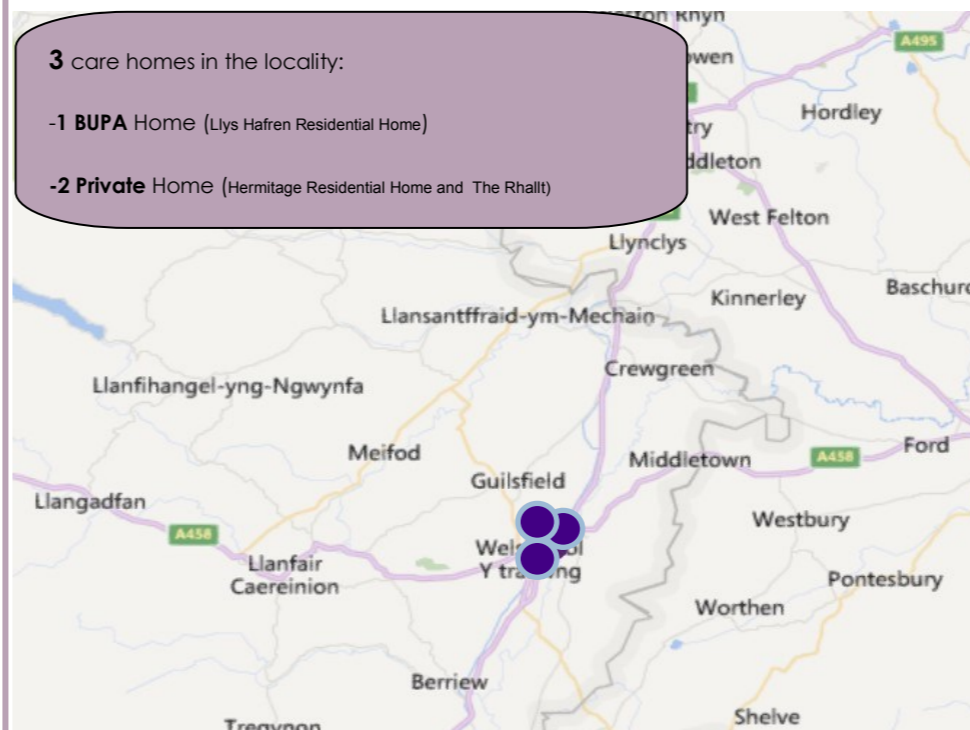 3 care homes in the locality:
-1 BUPA Home (Llys Hafren Residential Home)
-2 Private Home (Hermitage Residential Home and The Rhallt)
Rhyn
A495
Hordley
West Felton
Llynclys
Kinnerley
Llansantffraid-ym-Mechain
Crewgreen
Llanfihangel-yng-Ngwynfa
Meifod
Middletown
A458
Ford
Guilsfield
Llangadfan
A458
Westbury
Llanfair
Caereinion
Pontesbury
Worthen
Berriew
Shelve
Tregynon